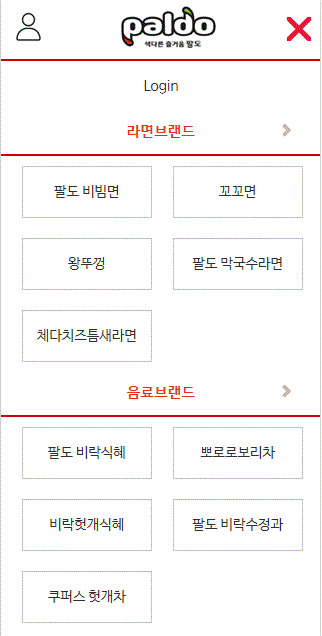 paldo
색다른 즐거움 팔도
Login
라면브랜드
팔도 비빔면
꼬꼬면
왕뚜껑
팔도 막국수라면
체다치즈틈새라면
음료브랜드
팔도 비락식혜
뽀로로보리차
비락헛개식혜
팔도 비락수정과
쿠퍼스 헛개차